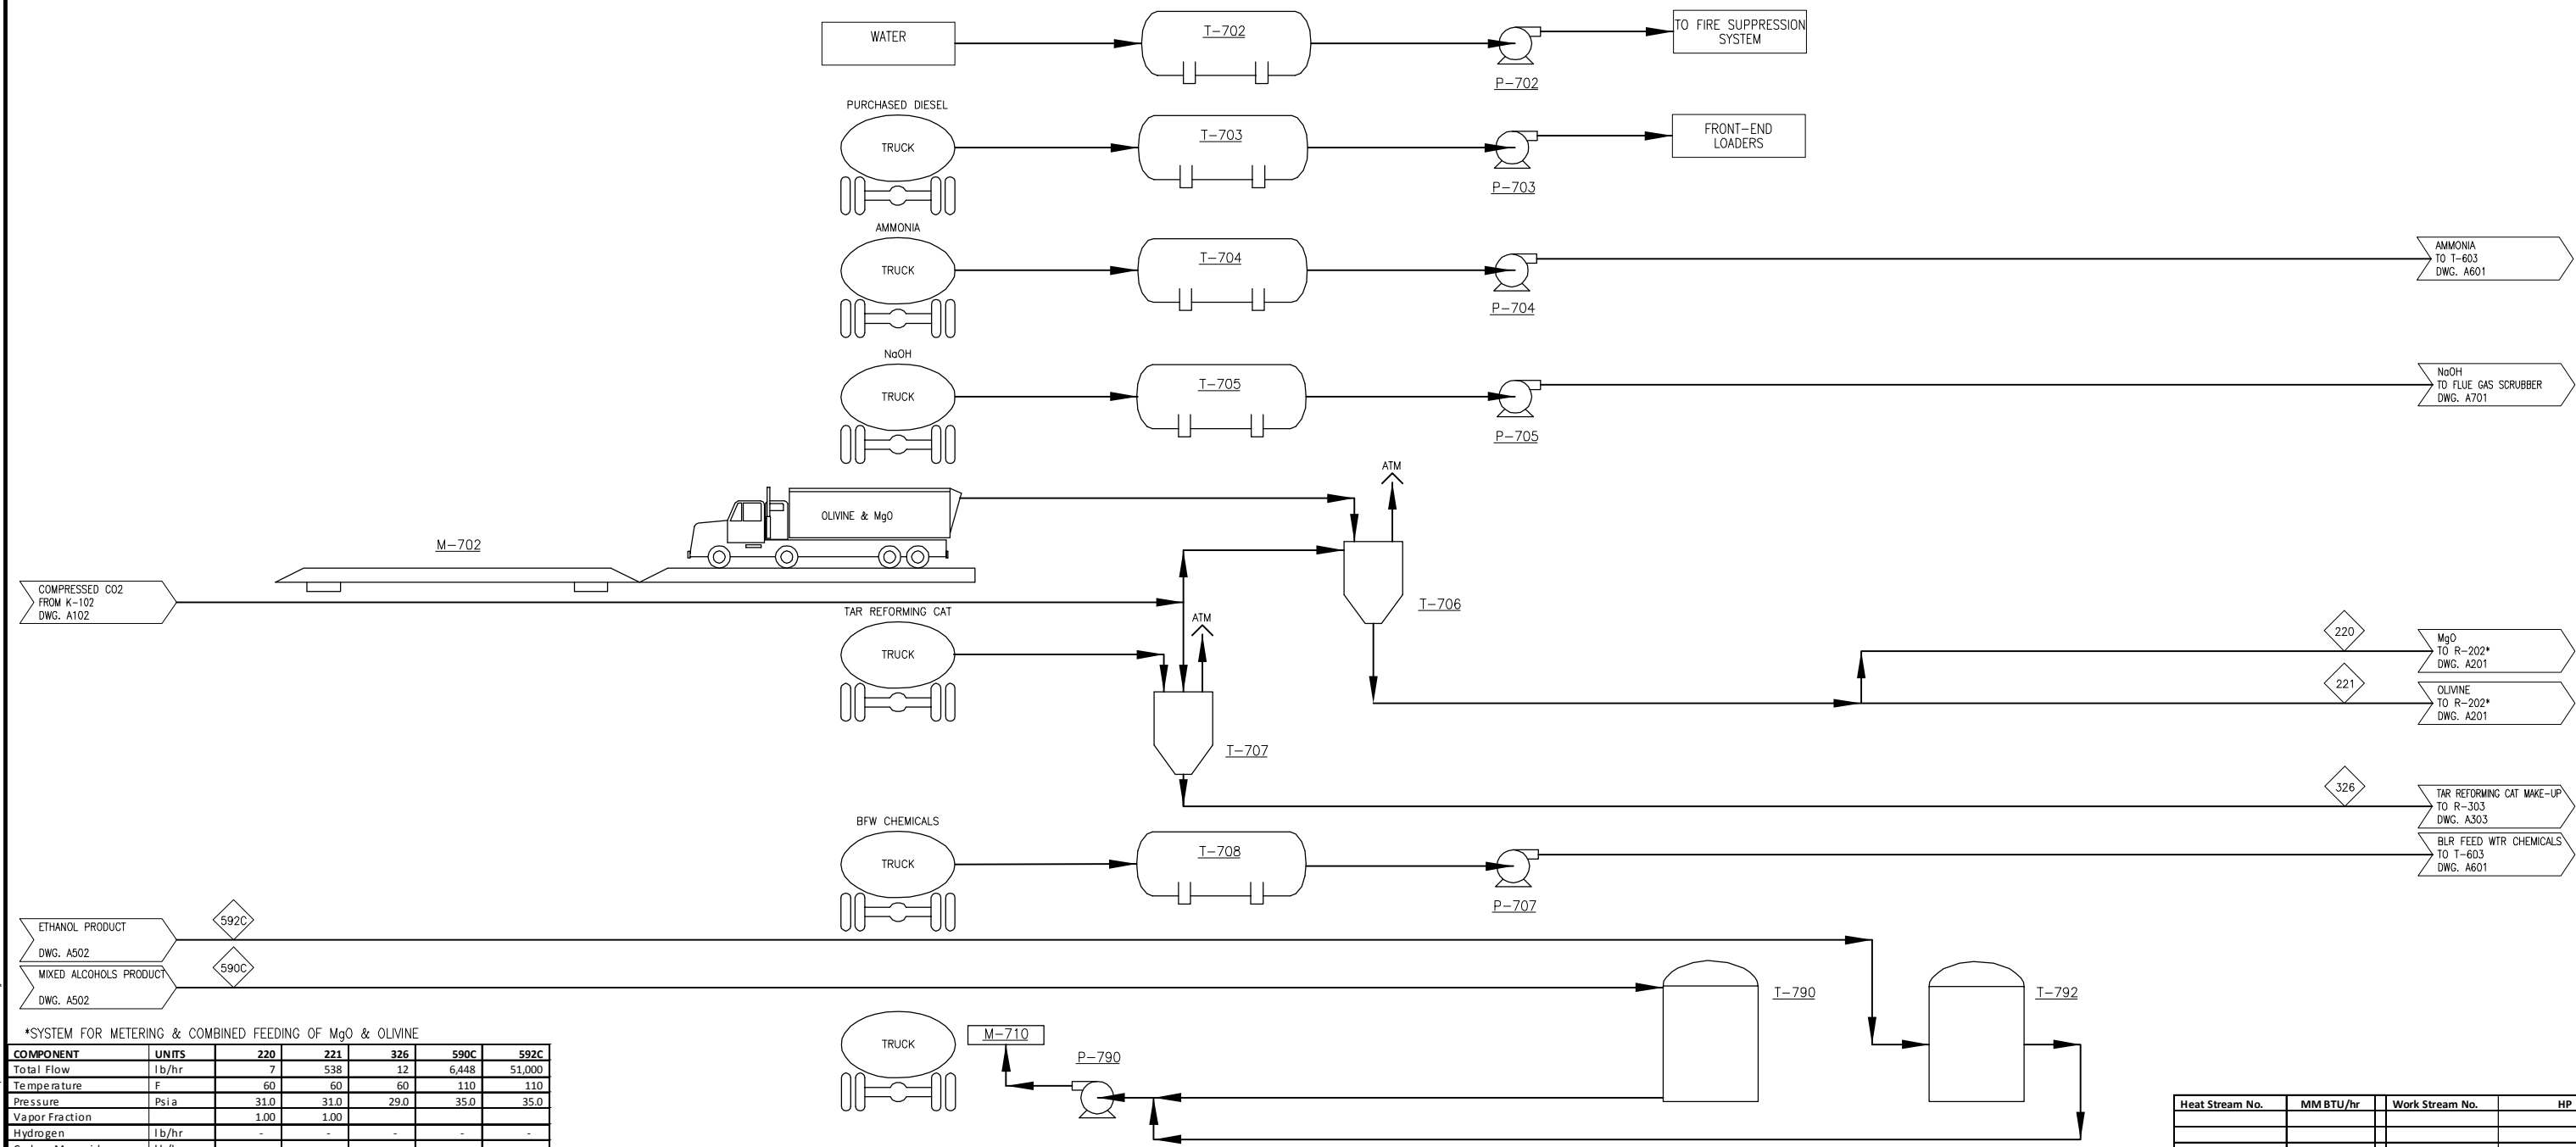 WATER
T-702
P-702
TO FIRE SUPPRESSION
SYSTEM
PURCHASED DIESEL
TRUCK
T-703
P-703
FRONT-END
LOADERS
AMMONIA
TRUCK
T-704
P-704
AMMONIA
TO T-603
DWG. A601
NaOH
TRUCK
T-705
P-705
NaOH
TO FLUE GAS SCRUBBER
DWG. A701
ATM
OLIVINE & MgO
M-702
COMPRESSED CO2
FROM K-102
DWG. A102
T-706
TAR REFORMING CAT
TRUCK
ATM
T-707
220
MgO
TO R-202*
DWG. A201
221
OLIVINE
TO R-202*
DWG. A201
326
TAR REFORMING CAT MAKE-UP
TO R-303
DWG. A303
BFW CHEMICALS
TRUCK
T-708
P-707
BLR FEED WTR CHEMICALS
TO T-603
DWG. A601
ETHANOL PRODUCT
DWG. A502
592C
MIXED ALCOHOLS PRODUCT
DWG. A502
590C
T-790
T-792
TRUCK
M-710
P-790
*SYSTEM FOR METERING & COMBINED FEEDING OF MgO & OLIVINE
COMPONENT UNITS 220 221 326 590C 592C
Total Flow lb/hr 7 538 12 6,448 51,000
Temperature F 60 60 60 110 110
Pressure Psia 31.0 31.0 29.0 35.0 35.0
Vapor Fraction 1.00 1.00
Hydrogen lb/hr - - - - -
Heat Stream No. MM BTU/hr Work Stream No. HP